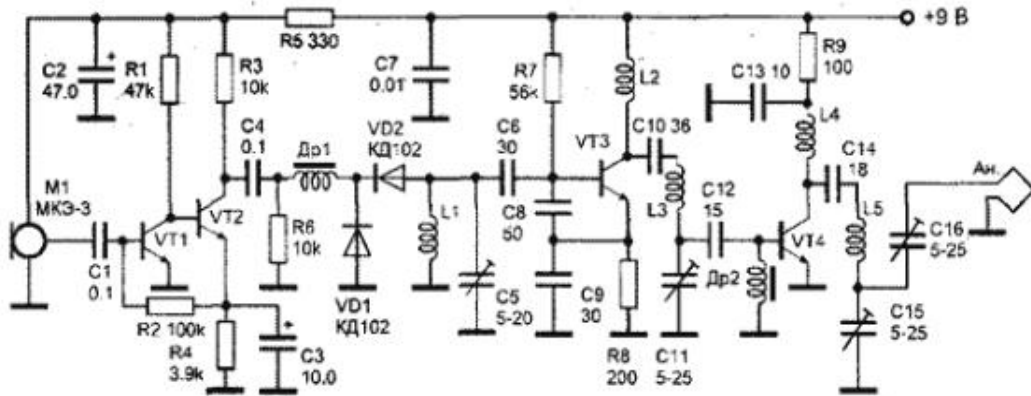 +9 В
R5 330
C2
47.0
R1
47k
R3
10k
C7
0.01
R7
56k
L2
C13 10
R9
100
C4
0.1
Др1
VD2
КД102
C6
30
VT3
C10 36
L4
C14
18
Ан.
M1
МКЭ-3
VT2
VT1
R6
10k
L1
C8
50
L3
C12
15
VT4
L5
C16
5-25
C1
0.1
R2 100k
VD1
КД102
C5
5-20
C9
30
Др2
C15
5-25
R4
3.9k
C3
10.0
R8
200
C11
5-25